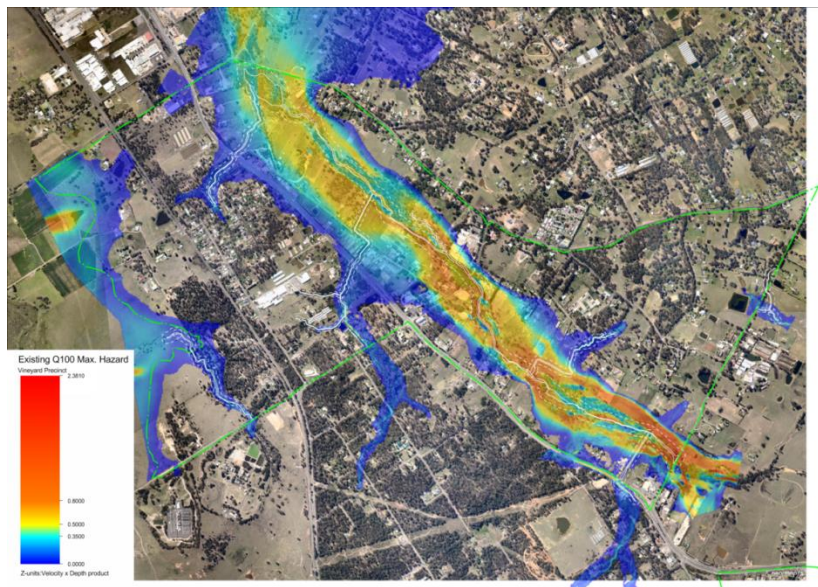 Existing Q100 Max. Hazard
Vineyard Precinct
2.3810
0.8000
0.5000
0.3500
0.0000
Z-units:Velocity x Depth product